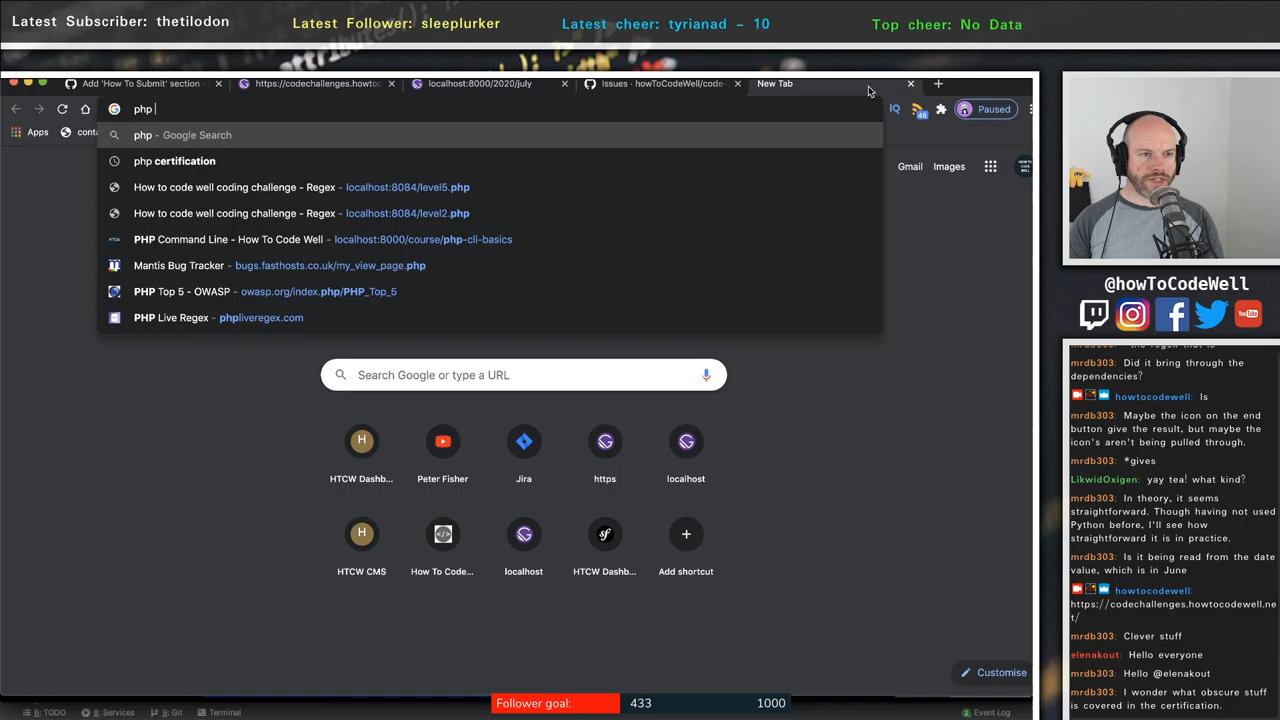 Latest Subscriber: thetilodon
Latest Follower: sleeplurker
Latest cheer: tyrianad - 10
Top cheer: No Data
Add 'How To Submit' section
https://codechallenges.howtoc
localhost:8000/2020/july
Issues · howToCodeWell/code-
New Tab
php
IQ
Paused
Apps
php - Google Search
php certification
How to code well coding challenge - Regex - localhost:8084/level5.php
How to code well coding challenge - Regex - localhost:8084/level2.php
PHP Command Line - How To Code Well - localhost:8000/course/php-cli-basics
Mantis Bug Tracker - bugs.fasthosts.co.uk/my_view_page.php
PHP Top 5 - OWASP - owasp.org/index.php/PHP_Top_5
PHP Live Regex - phpliveregex.com
Gmail Images
Search Google or type a URL
HTCW Dashb...
Peter Fisher
Jira
https
localhost
HTCW CMS
How To Code...
localhost
HTCW Dashb...
Add shortcut
Customise
@howToCodeWell
mrdb303: Did it bring through the
dependencies?
howtocodewell: Is
mrdb303: Maybe the icon on the end
button give the result, but maybe the
icon's aren't being pulled through.
mrdb303: *gives
LikwidOxigen: yay tea! what kind?
mrdb303: In theory, it seems
straightforward. Though having not used
Python before, I'll see how
straightforward it is in practice.
mrdb303: Is it being read from the date
value, which is in June
howtocodewell:
https://codechallenges.howtocodewell.ne
t/
mrdb303: Clever stuff
elenakout: Hello everyone
mrdb303: Hello @elenakout
mrdb303: I wonder what obscure stuff
is covered in the certification.
Follower goal: 433 1000
6: TODO
8: Services
9: Git
Terminal
2 Event Log